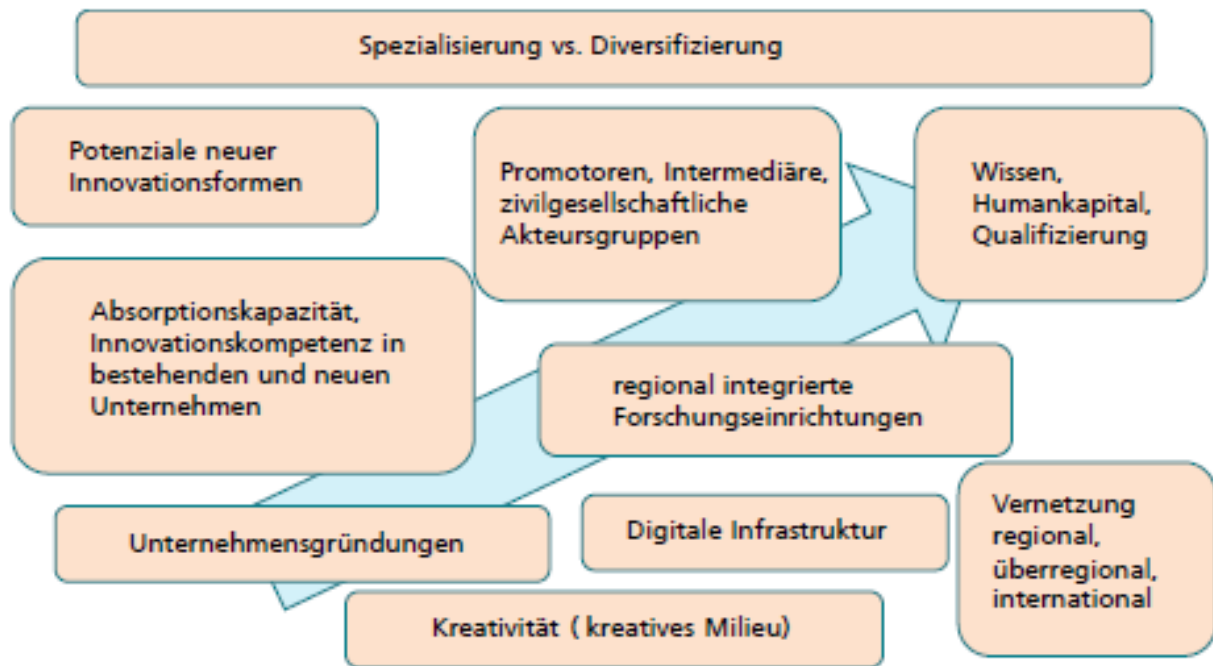 Spezialisierung vs. Diversifizierung
Potenziale neuer
Innovationsformen
Promotoren, Intermediäre,
zivilgesellschaftliche
Akteursgruppen
Wissen,
Humankapital,
Qualifizierung
Absorptionskapazität,
Innovationskompetenz in
bestehenden und neuen
Unternehmen
regional integrierte
Forschungseinrichtungen
Unternehmensgründungen
Digitale Infrastruktur
Vernetzung
regional,
überregional,
international
Kreativität ( kreatives Milieu)